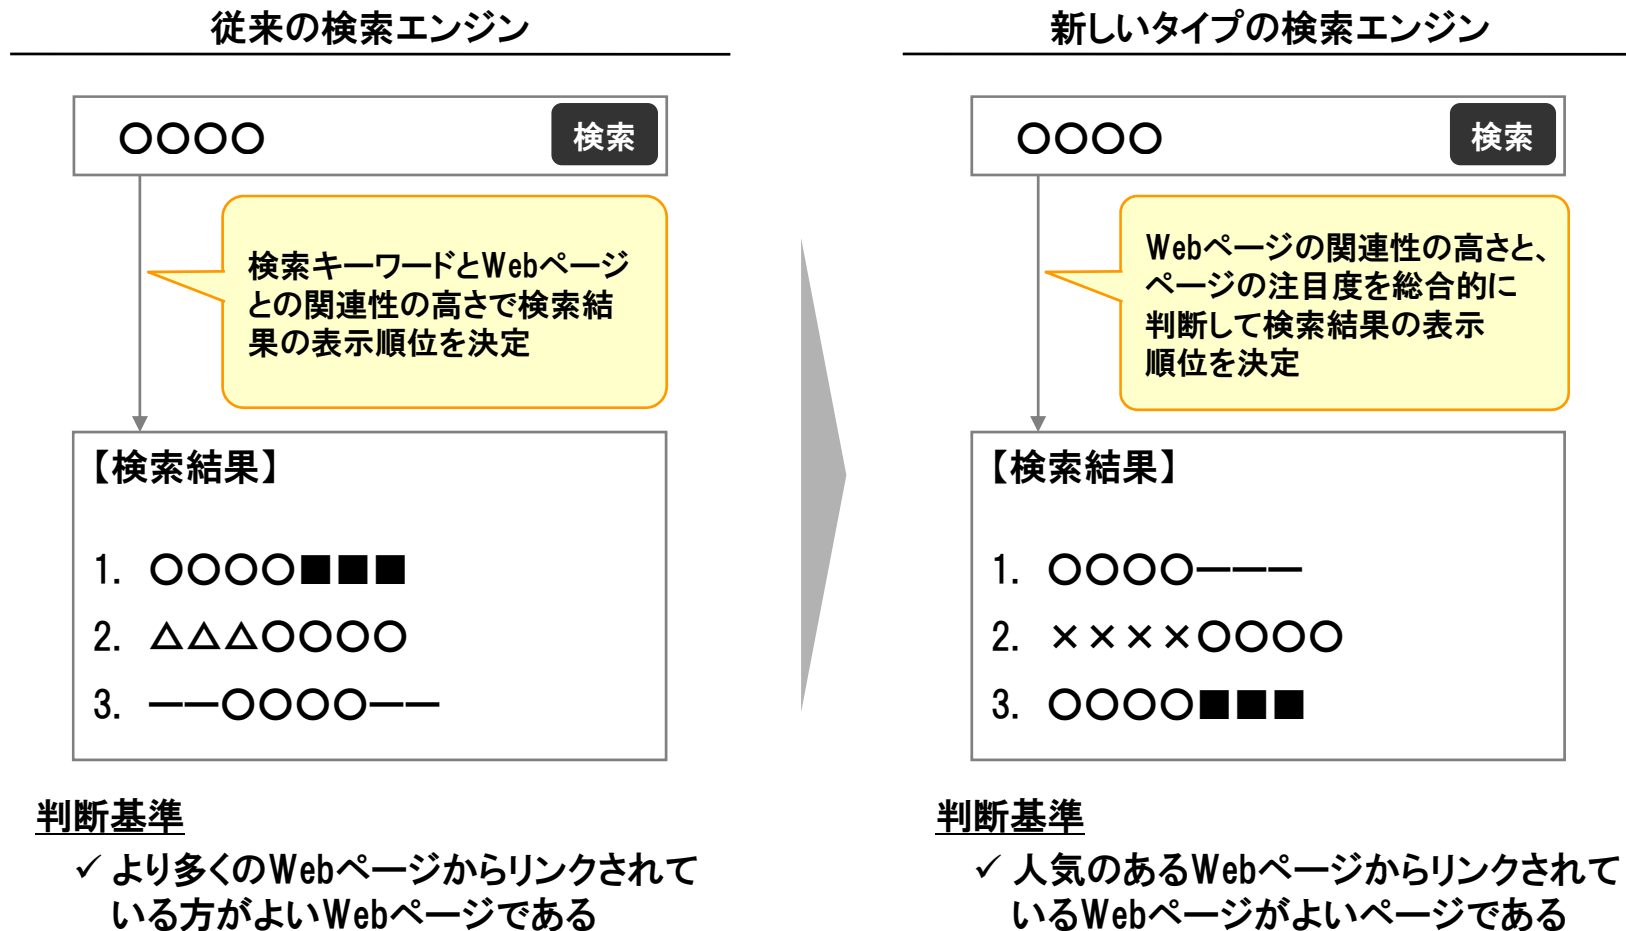 従来の検索エンジン
〇〇〇〇
検索
検索キーワードとWebページ
との関連性の高さで検索結
果の表示順位を決定
【検索結果】
1. 〇〇〇〇■■■
2. △△△〇〇〇〇
3. ――〇〇〇〇――
判断基準
✓ より多くのWebページからリンクされて
いる方がよいWebページである
新しいタイプの検索エンジン
〇〇〇〇
検索
Webページの関連性の高さと、
ページの注目度を総合的に
判断して検索結果の表示
順位を決定
【検索結果】
1. 〇〇〇〇―――
2. ××××〇〇〇〇
3. 〇〇〇〇■■■
判断基準
✓ 人気のあるWebページからリンクされて
いるWebページがよいページである